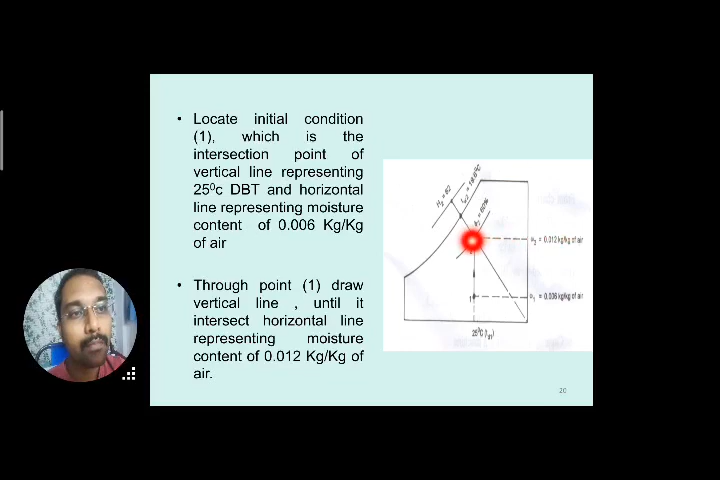 • Locate initial condition
(1), which is the
intersection point of
vertical line representing
25⁰c DBT and horizontal
line representing moisture
content of 0.006 Kg/Kg
of air
• Through point (1) draw
vertical line , until it
intersect horizontal line
representing moisture
content of 0.012 Kg/Kg of
air.
H₂ = 62
= 0.012 kg/kg of air
1
= 0.006 kg/kg of air
25⁰C
20